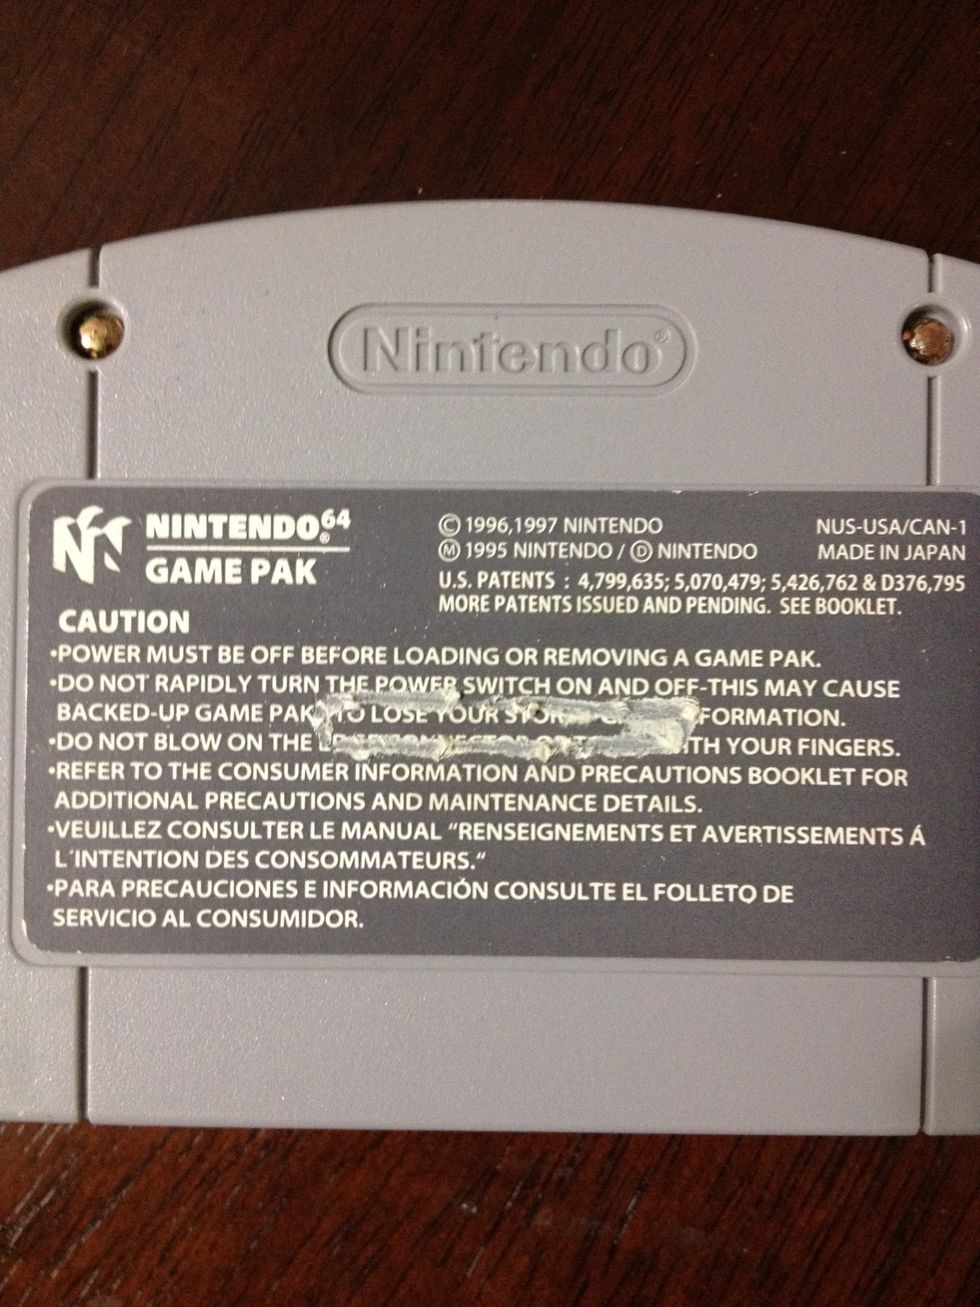 Nintendo®
NINTENDO64®
GAME PAK
© 1996,1997 NINTENDO
Ⓜ 1995 NINTENDO / Ⓓ NINTENDO
NUS-USA/CAN-1
MADE IN JAPAN
U.S. PATENTS : 4,799,635; 5,070,479; 5,426,762 & D376,795
MORE PATENTS ISSUED AND PENDING. SEE BOOKLET.
CAUTION
•POWER MUST BE OFF BEFORE LOADING OR REMOVING A GAME PAK.
•DO NOT RAPIDLY TURN THE POWER SWITCH ON AND OFF-THIS MAY CAUSE
BACKED-UP GAME PAK TO LOSE YOUR FORMATION.
•DO NOT BLOW ON THE WITH YOUR FINGERS.
•REFER TO THE CONSUMER INFORMATION AND PRECAUTIONS BOOKLET FOR
ADDITIONAL PRECAUTIONS AND MAINTENANCE DETAILS.
•VEUILLEZ CONSULTER LE MANUAL “RENSEIGNEMENTS ET AVERTISSEMENTS Á
L´INTENTION DES CONSOMMATEURS.“
•PARA PRECAUCIONES E INFORMACIÓN CONSULTE EL FOLLETO DE
SERVICIO AL CONSUMIDOR.